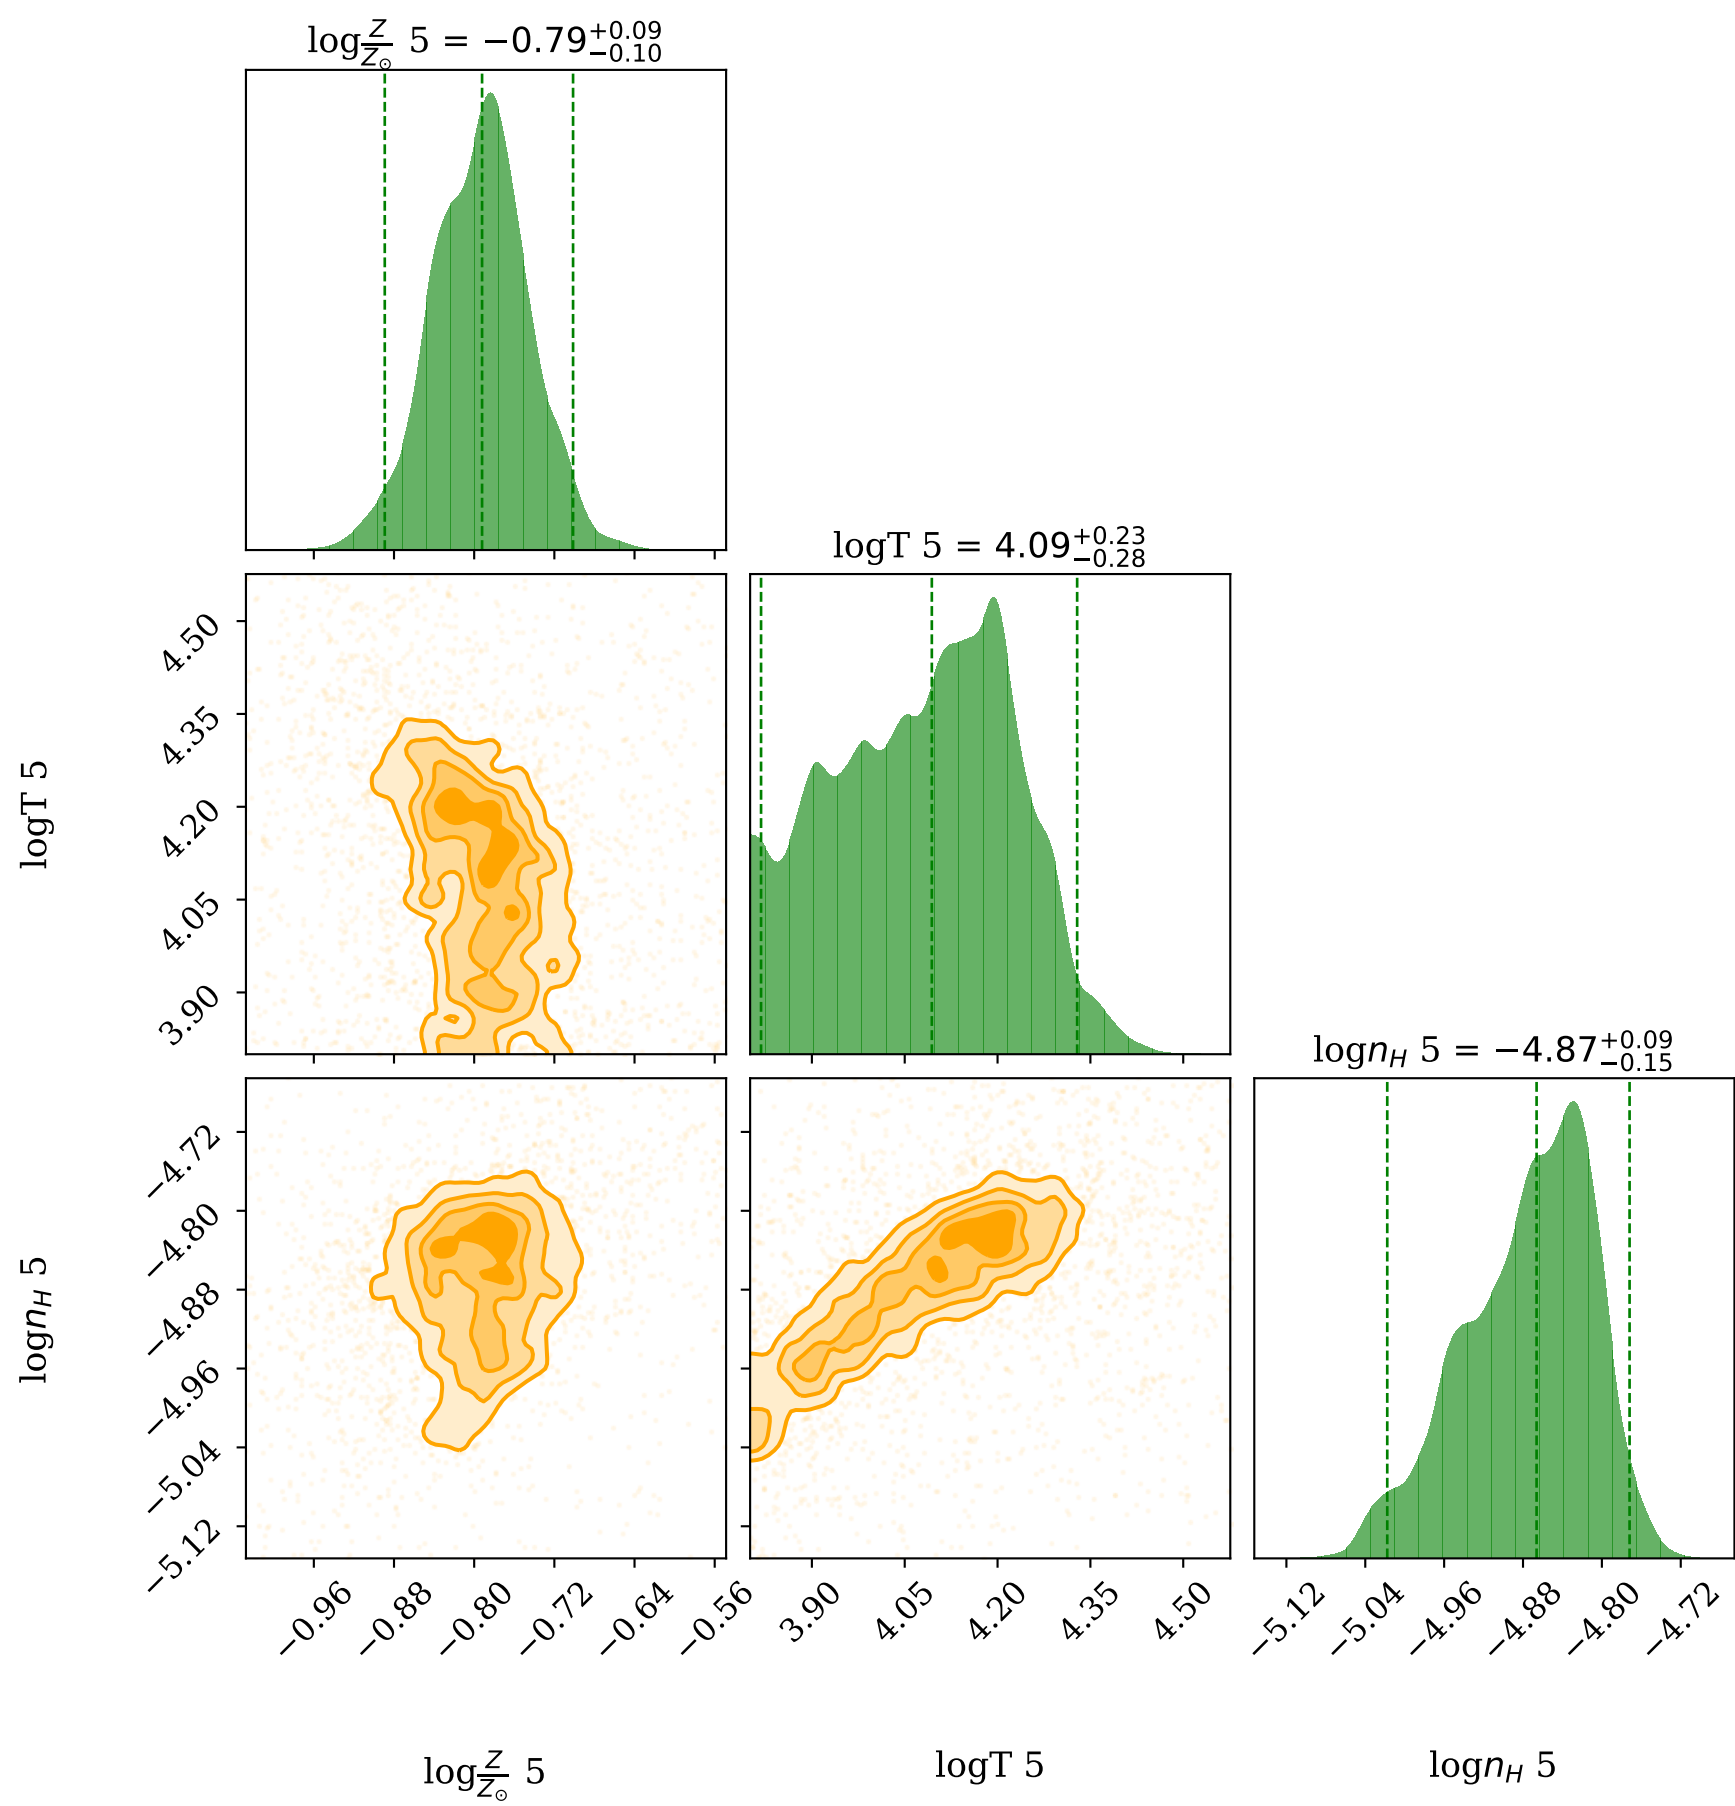 log Z/Z⊙ 5 = −0.79 +0.09 −0.10
logT 5 = 4.09 +0.23 −0.28
logn_H 5 = −4.87 +0.09 −0.15
logT 5
4.50
4.35
4.20
4.05
3.90
logn_H 5
−4.72
−4.80
−4.88
−4.96
−5.04
−5.12
−0.96 −0.88 −0.80 −0.72 −0.64 −0.56
3.90 4.05 4.20 4.35 4.50
−5.12 −5.04 −4.96 −4.88 −4.80 −4.72
log Z/Z⊙ 5
logT 5
logn_H 5